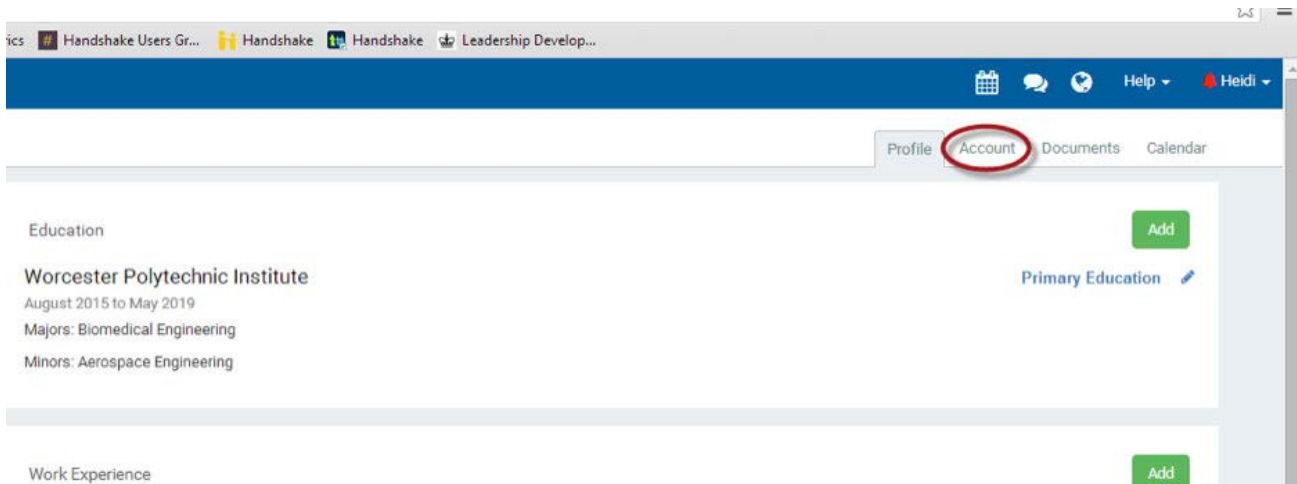 rics # Handshake Users Gr... Handshake Handshake Leadership Develop...
Help Heidi
Profile Account Documents Calendar
Education Add
Worcester Polytechnic Institute Primary Education
August 2015 to May 2019
Majors: Biomedical Engineering
Minors: Aerospace Engineering
Work Experience Add